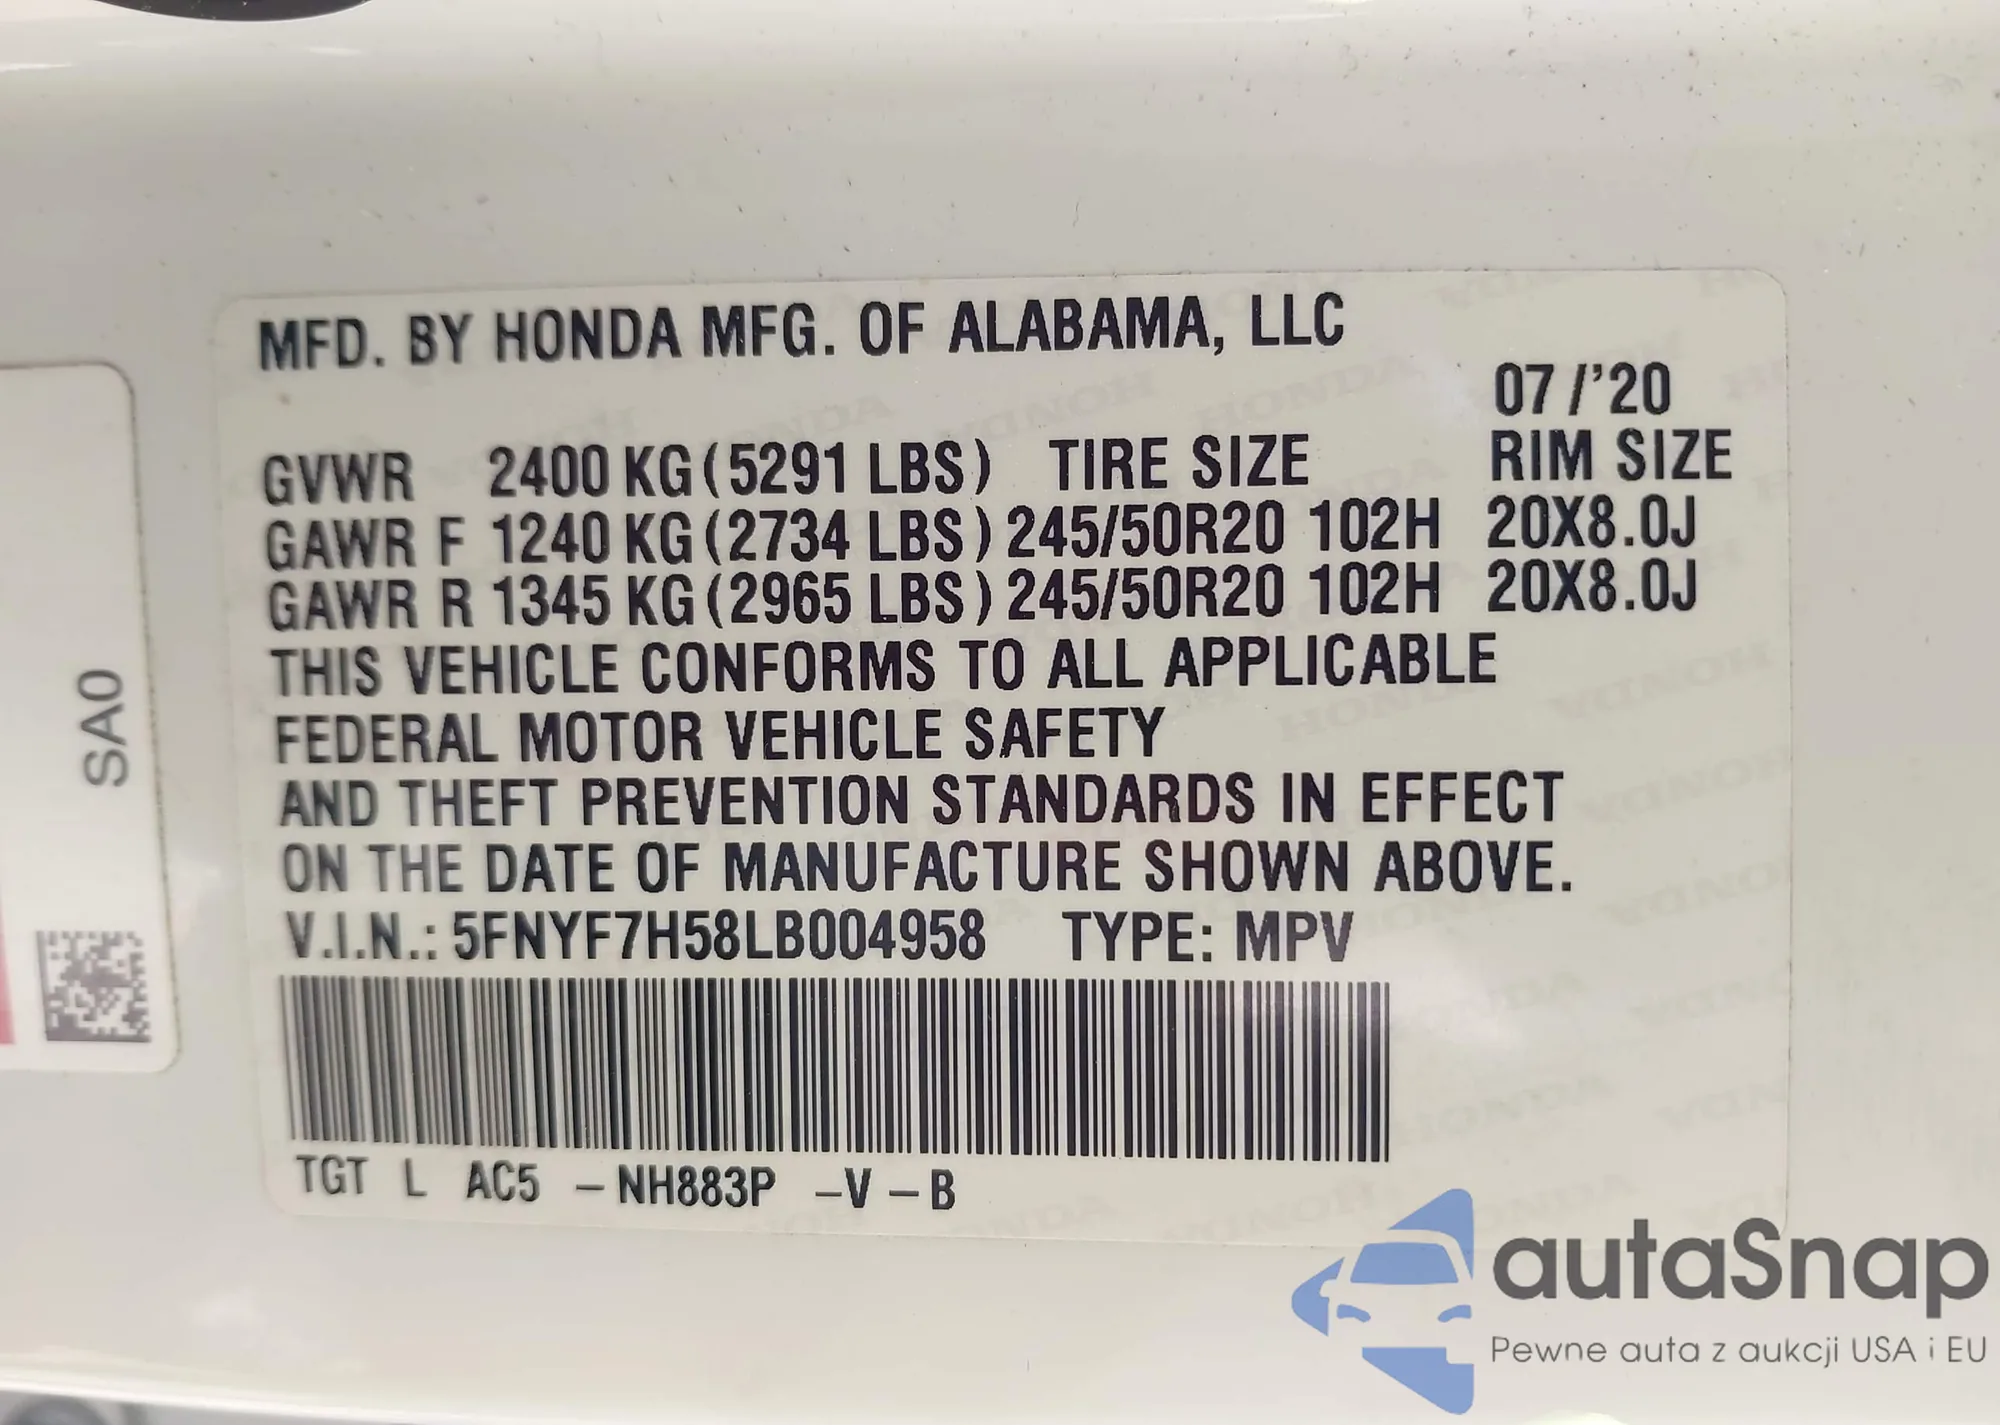 MFD. BY HONDA MFG. OF ALABAMA, LLC
07 /'20
GVWR 2400 KG (5291 LBS) TIRE SIZE RIM SIZE
GAWR F 1240 KG (2734 LBS) 245/50R20 102H 20X8.0J
GAWR R 1345 KG (2965 LBS) 245/50R20 102H 20X8.0J
THIS VEHICLE CONFORMS TO ALL APPLICABLE
FEDERAL MOTOR VEHICLE SAFETY
AND THEFT PREVENTION STANDARDS IN EFFECT
ON THE DATE OF MANUFACTURE SHOWN ABOVE.
V.I.N.: 5FNYF7H58LB004958 TYPE: MPV
TGT L AC5 – NH883P – V – B
SA0
autaSnap
Pewne auta z aukcji USA i EU